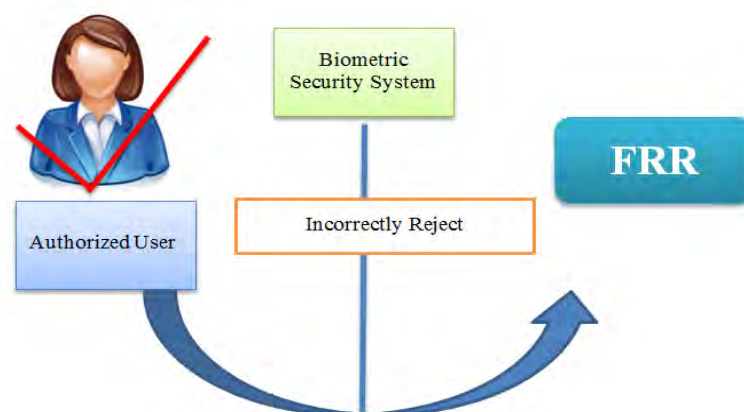 Biometric
Security System
FRR
Incorrectly Reject
Authorized User